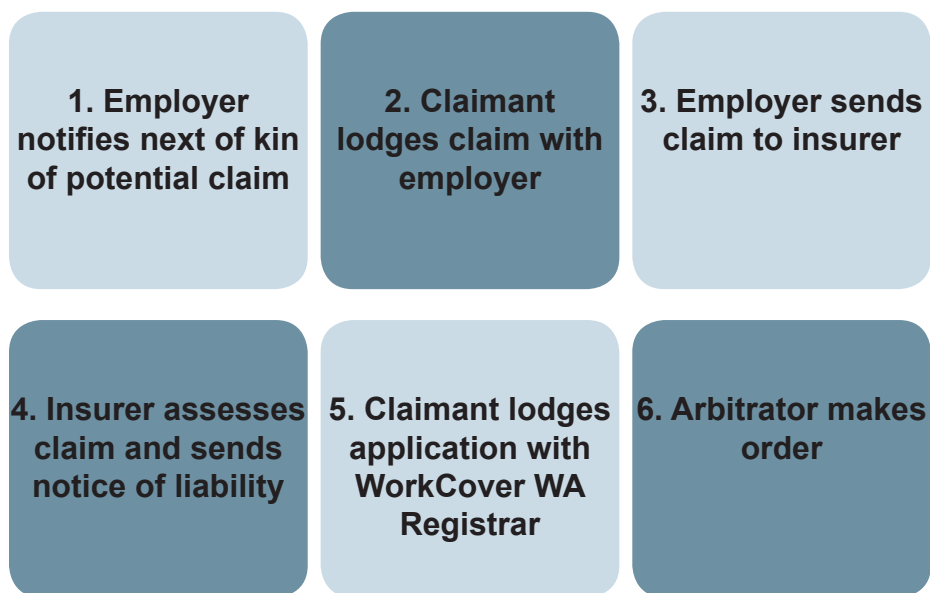 1. Employer
notifies next of kin
of potential claim
2. Claimant
lodges claim with
employer
3. Employer sends
claim to insurer
4. Insurer assesses
claim and sends
notice of liability
5. Claimant lodges
application with
WorkCover WA
Registrar
6. Arbitrator makes
order